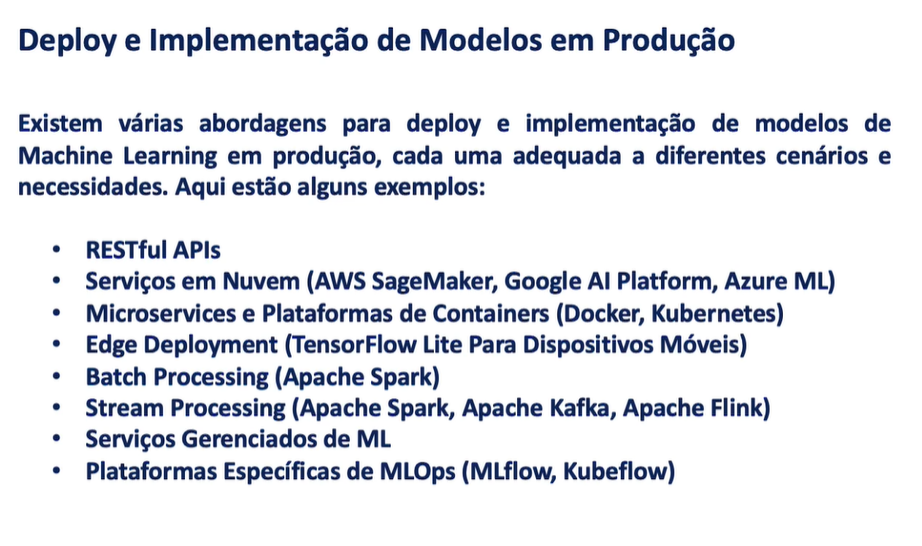 Deploy e Implementação de Modelos em Produção
Existem várias abordagens para deploy e implementação de modelos de
Machine Learning em produção, cada uma adequada a diferentes cenários e
necessidades. Aqui estão alguns exemplos:
• RESTful APIs
• Serviços em Nuvem (AWS SageMaker, Google AI Platform, Azure ML)
• Microservices e Plataformas de Containers (Docker, Kubernetes)
• Edge Deployment (TensorFlow Lite Para Dispositivos Móveis)
• Batch Processing (Apache Spark)
• Stream Processing (Apache Spark, Apache Kafka, Apache Flink)
• Serviços Gerenciados de ML
• Plataformas Específicas de MLOps (MLflow, Kubeflow)